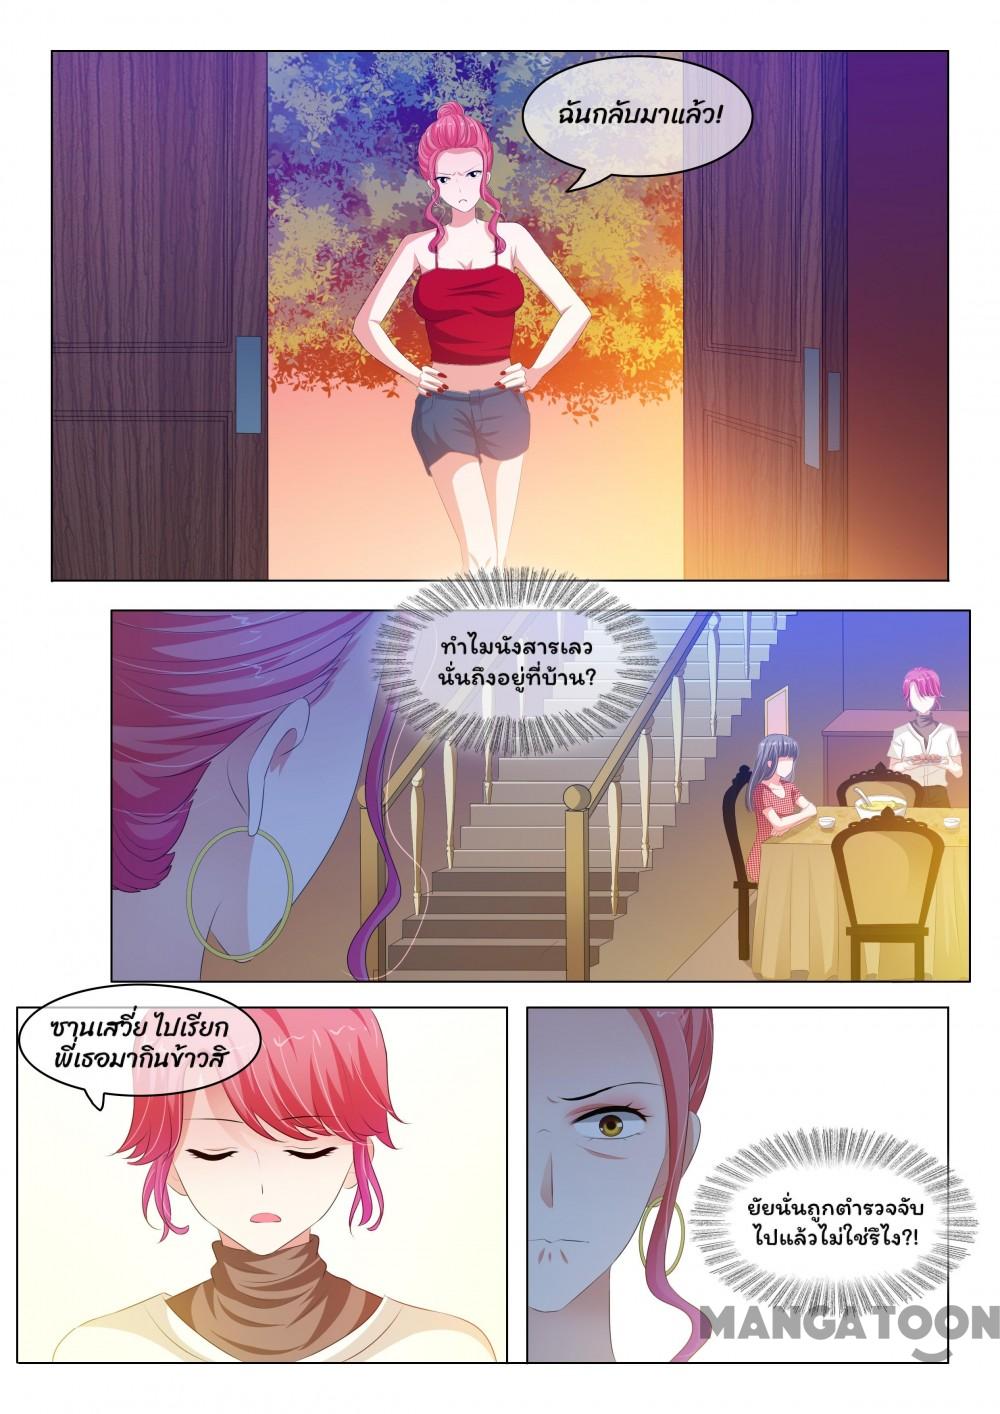 ฉันกลับมาแล้ว!
ทำไมนังสารเลว
นั่นถึงอยู่ที่บ้าน?
ซานเสวี่ย ไปเรียก
พี่เธอมากินข้าวสิ
ยัยนั่นถูกตำรวจจับ
ไปแล้วไม่ใช่รึไง?!
MANGATOON